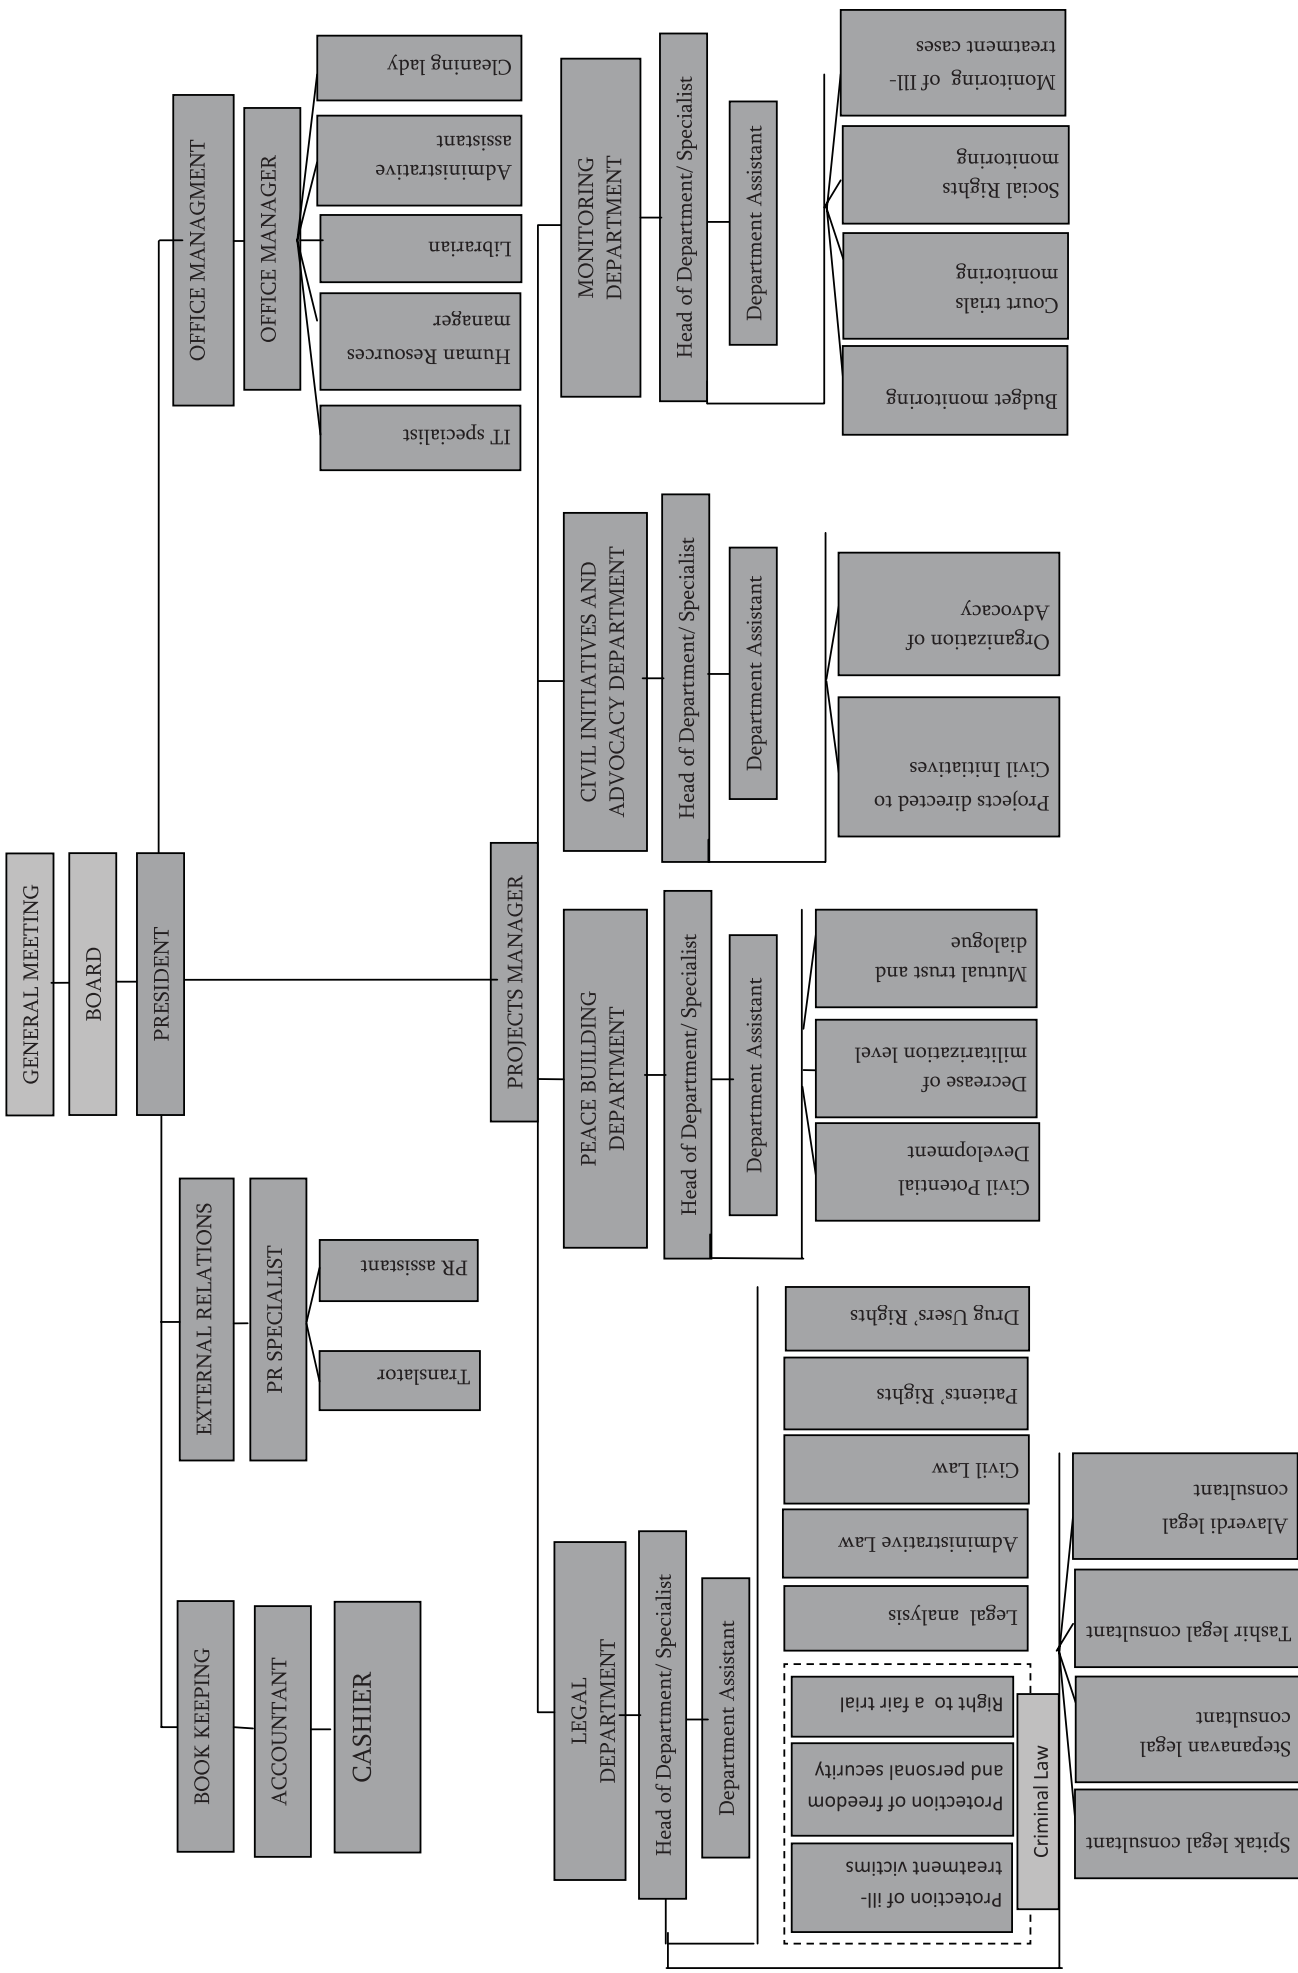 GENERAL MEETING
BOARD
PRESIDENT
BOOK KEEPING
ACCOUNTANT
CASHIER
EXTERNAL RELATIONS
PR SPECIALIST
Translator
PR assistant
OFFICE MANAGMENT
OFFICE MANAGER
IT specialist
Human Resources
manager
Librarian
Administrative
assistant
Cleaning lady
PROJECTS MANAGER
LEGAL
DEPARTMENT
Head of Department/ Specialist
Department Assistant
Protection of ill-
treatment victims
Protection of freedom
and personal security
Right to a fair trial
Criminal Law
Legal analysis
Administrative Law
Civil Law
Patients’ Rights
Drug Users’ Rights
Spitak legal consultant
Stepanavan legal
consultant
Tashir legal consultant
Alaverdi legal
consultant
PEACE BUILDING
DEPARTMENT
Head of Department/ Specialist
Department Assistant
Civil Potential
Development
Decrease of
militarization level
Mutual trust and
dialogue
CIVIL INITIATIVES AND
ADVOCACY DEPARTMENT
Head of Department/ Specialist
Department Assistant
Projects directed to
Civil Initiatives
Organization of
Advocacy
MONITORING
DEPARTMENT
Head of Department/ Specialist
Department Assistant
Budget monitoring
Court trials
monitoring
Social Rights
monitoring
Monitoring of Ill-
treatment cases